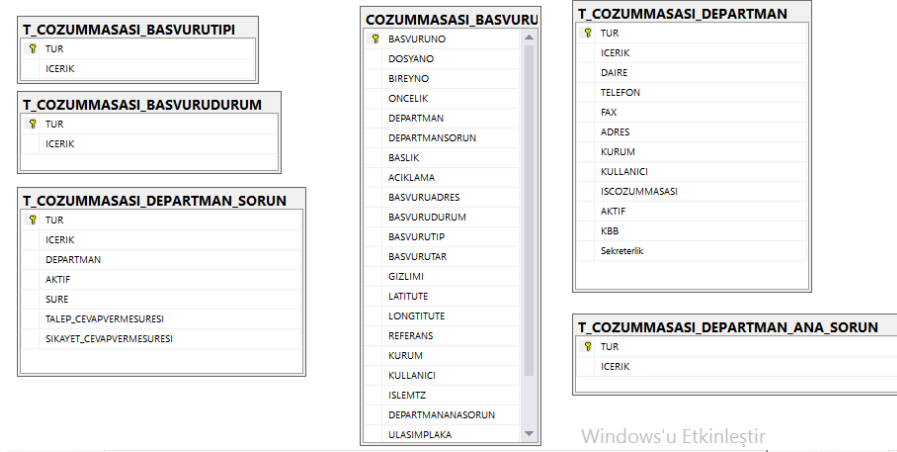 T_COZUMMASASI_BASVURUTIPI
TUR
ICERIK
T_COZUMMASASI_BASVURUDURUM
TUR
ICERIK
T_COZUMMASASI_DEPARTMAN_SORUN
TUR
ICERIK
DEPARTMAN
AKTIF
SURE
TALEP_CEVAPVERMESURESI
SIKAYET_CEVAPVERMESURESI
COZUMMASASI_BASVURU
BASVURUNO
DOSYANO
BIREYNO
ONCELIK
DEPARTMAN
DEPARTMANSORUN
BASLIK
ACIKLAMA
BASVURUADRES
BASVURUDURUM
BASVURUTIP
BASVURUTAR
GIZLIMI
LATITUTE
LONGTITUTE
REFERANS
KURUM
KULLANICI
ISLEMTZ
DEPARTMANANASORUN
ULASIMPLAKA
T_COZUMMASASI_DEPARTMAN
TUR
ICERIK
DAIRE
TELEFON
FAX
ADRES
KURUM
KULLANICI
ISCOZUMMASASI
AKTIF
KBB
Sekreterlik
T_COZUMMASASI_DEPARTMAN_ANA_SORUN
TUR
ICERIK
Windows'u Etkinleştir